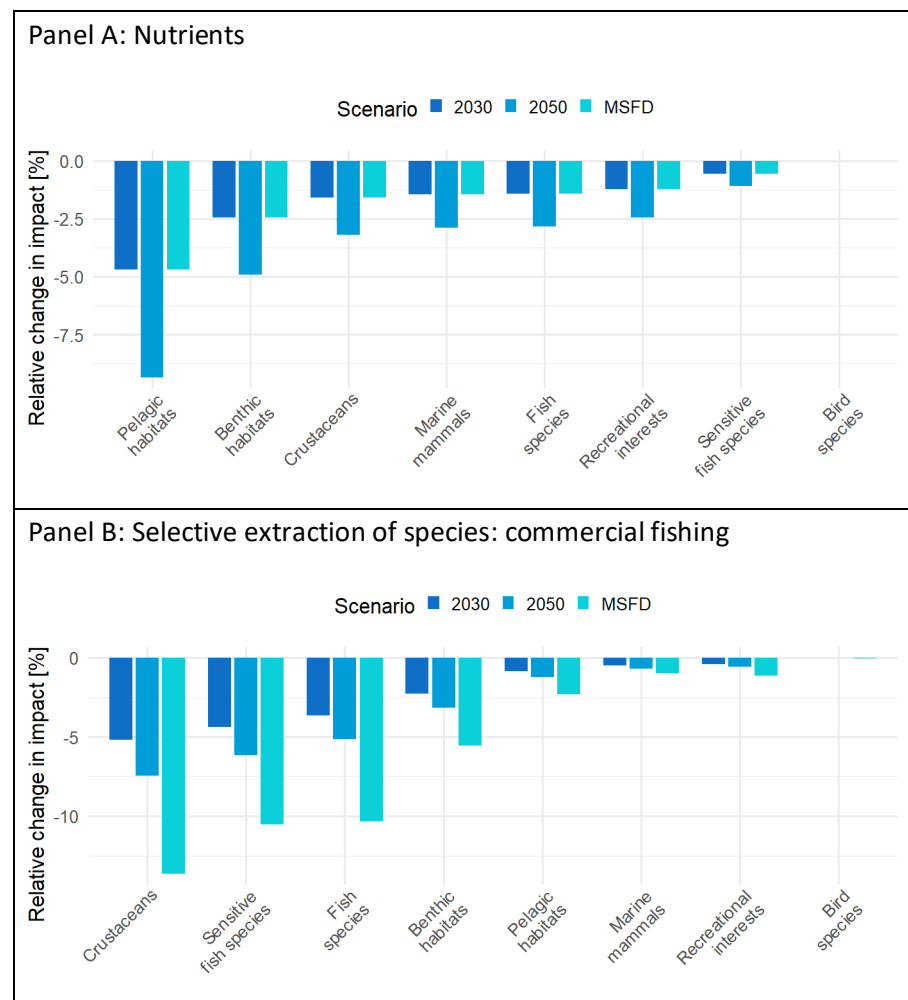 Panel A: Nutrients
Scenario 2030 2050 MSFD
Relative change in impact [%]
0.0
-2.5
-5.0
-7.5
Pelagic
habitats
Benthic
habitats
Crustaceans
Marine
mammals
Fish
species
Recreational
interests
Sensitive
fish species
Bird
species
Panel B: Selective extraction of species: commercial fishing
Scenario 2030 2050 MSFD
Relative change in impact [%]
0
-5
-10
Crustaceans
Sensitive
fish species
Fish
species
Benthic
habitats
Pelagic
habitats
Marine
mammals
Recreational
interests
Bird
species